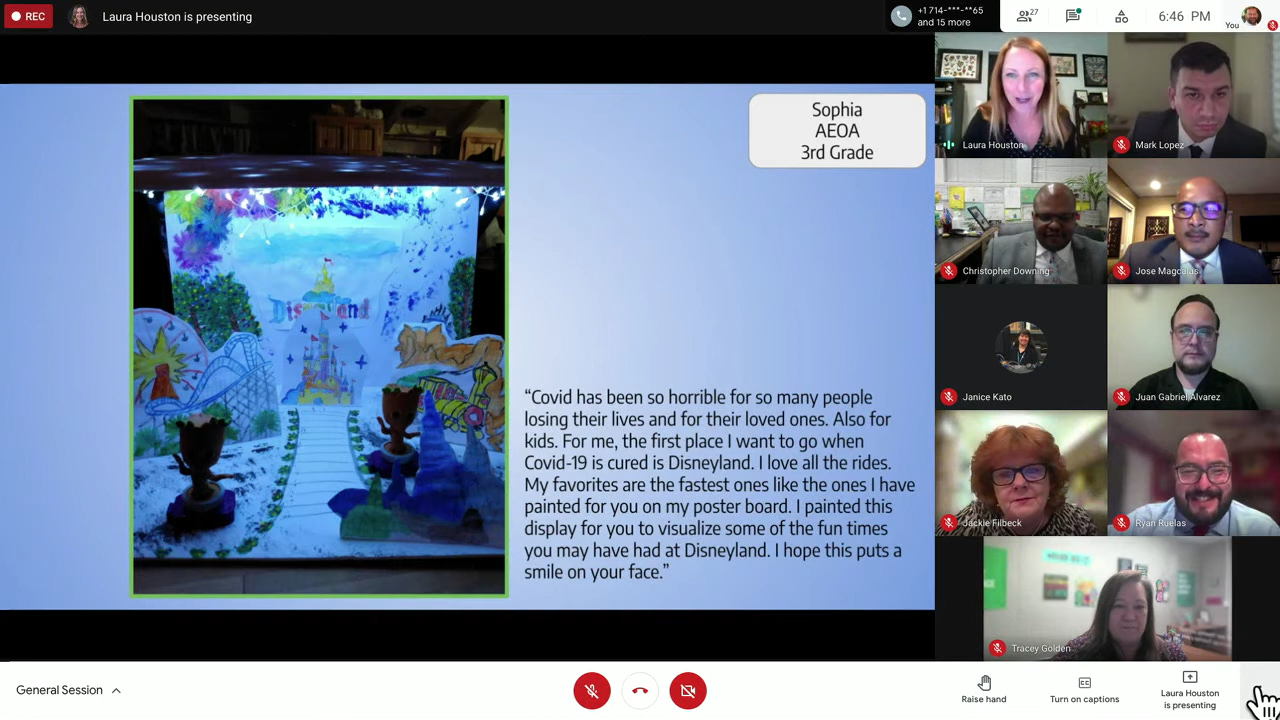 REC
Laura Houston is presenting
+1 714-***-**65
and 15 more
27
6:46 PM
You
Sophia
AEOA
3rd Grade
Disneyland
“Covid has been so horrible for so many people
losing their lives and for their loved ones. Also for
kids. For me, the first place I want to go when
Covid-19 is cured is Disneyland. I love all the rides.
My favorites are the fastest ones like the ones I have
painted for you on my poster board. I painted this
display for you to visualize some of the fun times
you may have had at Disneyland. I hope this puts a
smile on your face.”
Laura Houston
Mark Lopez
Christopher Downing
Jose Magcalas
Janice Kato
Juan Gabriel Alvarez
Jackie Filbeck
Ryan Ruelas
Tracey Golden
General Session
Raise hand
CC
Turn on captions
Laura Houston
is presenting